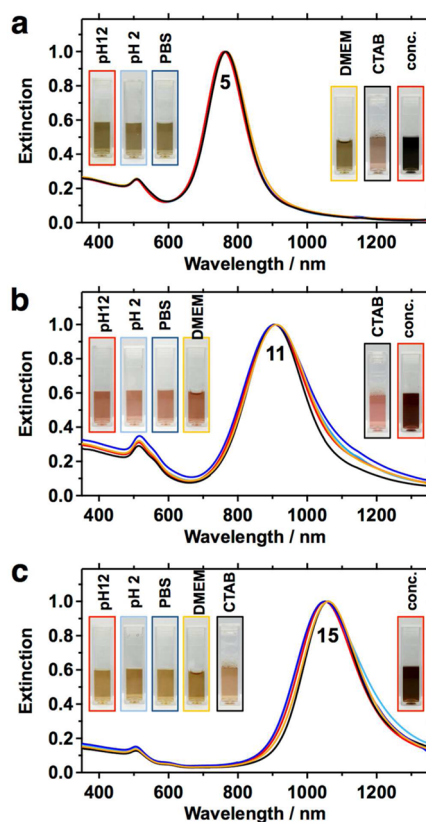 a
pH12
pH 2
PBS
DMEM
CTAB
conc.
5
Extinction
1.0
0.8
0.6
0.4
0.2
0.0
400 600 800 1000 1200
Wavelength / nm
b
pH12
pH 2
PBS
DMEM
CTAB
conc.
11
Extinction
1.0
0.8
0.6
0.4
0.2
0.0
400 600 800 1000 1200
Wavelength / nm
c
pH12
pH 2
PBS
DMEM
CTAB
conc.
15
Extinction
1.0
0.8
0.6
0.4
0.2
0.0
400 600 800 1000 1200
Wavelength / nm